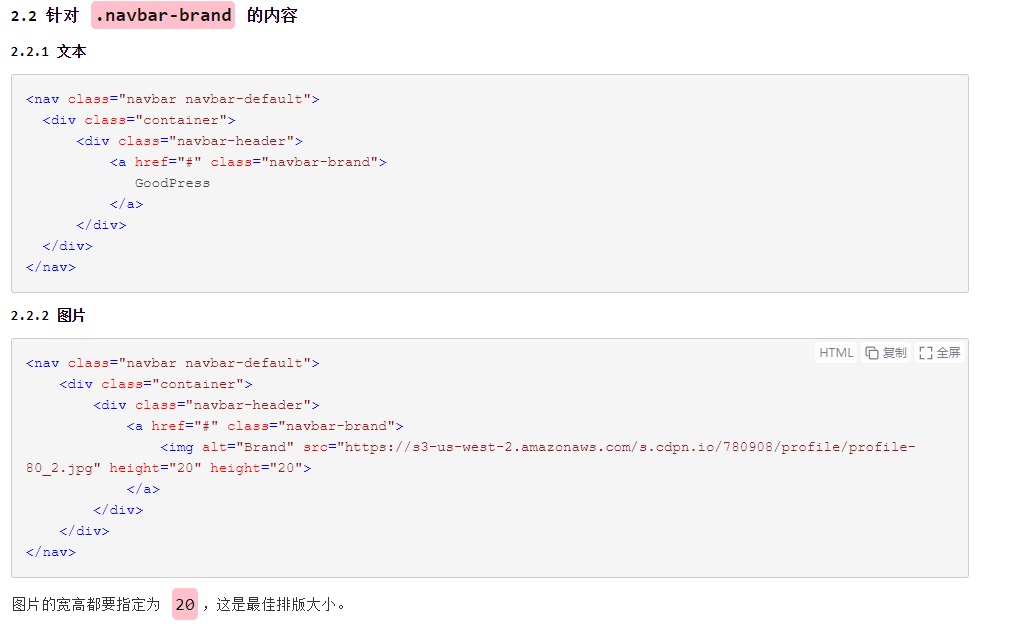 2.2 针对 .navbar-brand 的内容
2.2.1 文本
<nav class="navbar navbar-default">
  <div class="container">
      <div class="navbar-header">
          <a href="#" class="navbar-brand">
             GoodPress
          </a>
      </div>
  </div>
</nav>
2.2.2 图片
HTML 复制 全屏
<nav class="navbar navbar-default">
    <div class="container">
        <div class="navbar-header">
            <a href="#" class="navbar-brand">
                <img alt="Brand" src="https://s3-us-west-2.amazonaws.com/s.cdpn.io/780908/profile/profile-
80_2.jpg" height="20" height="20">
            </a>
        </div>
    </div>
</nav>
图片的宽高都要指定为 20，这是最佳排版大小。